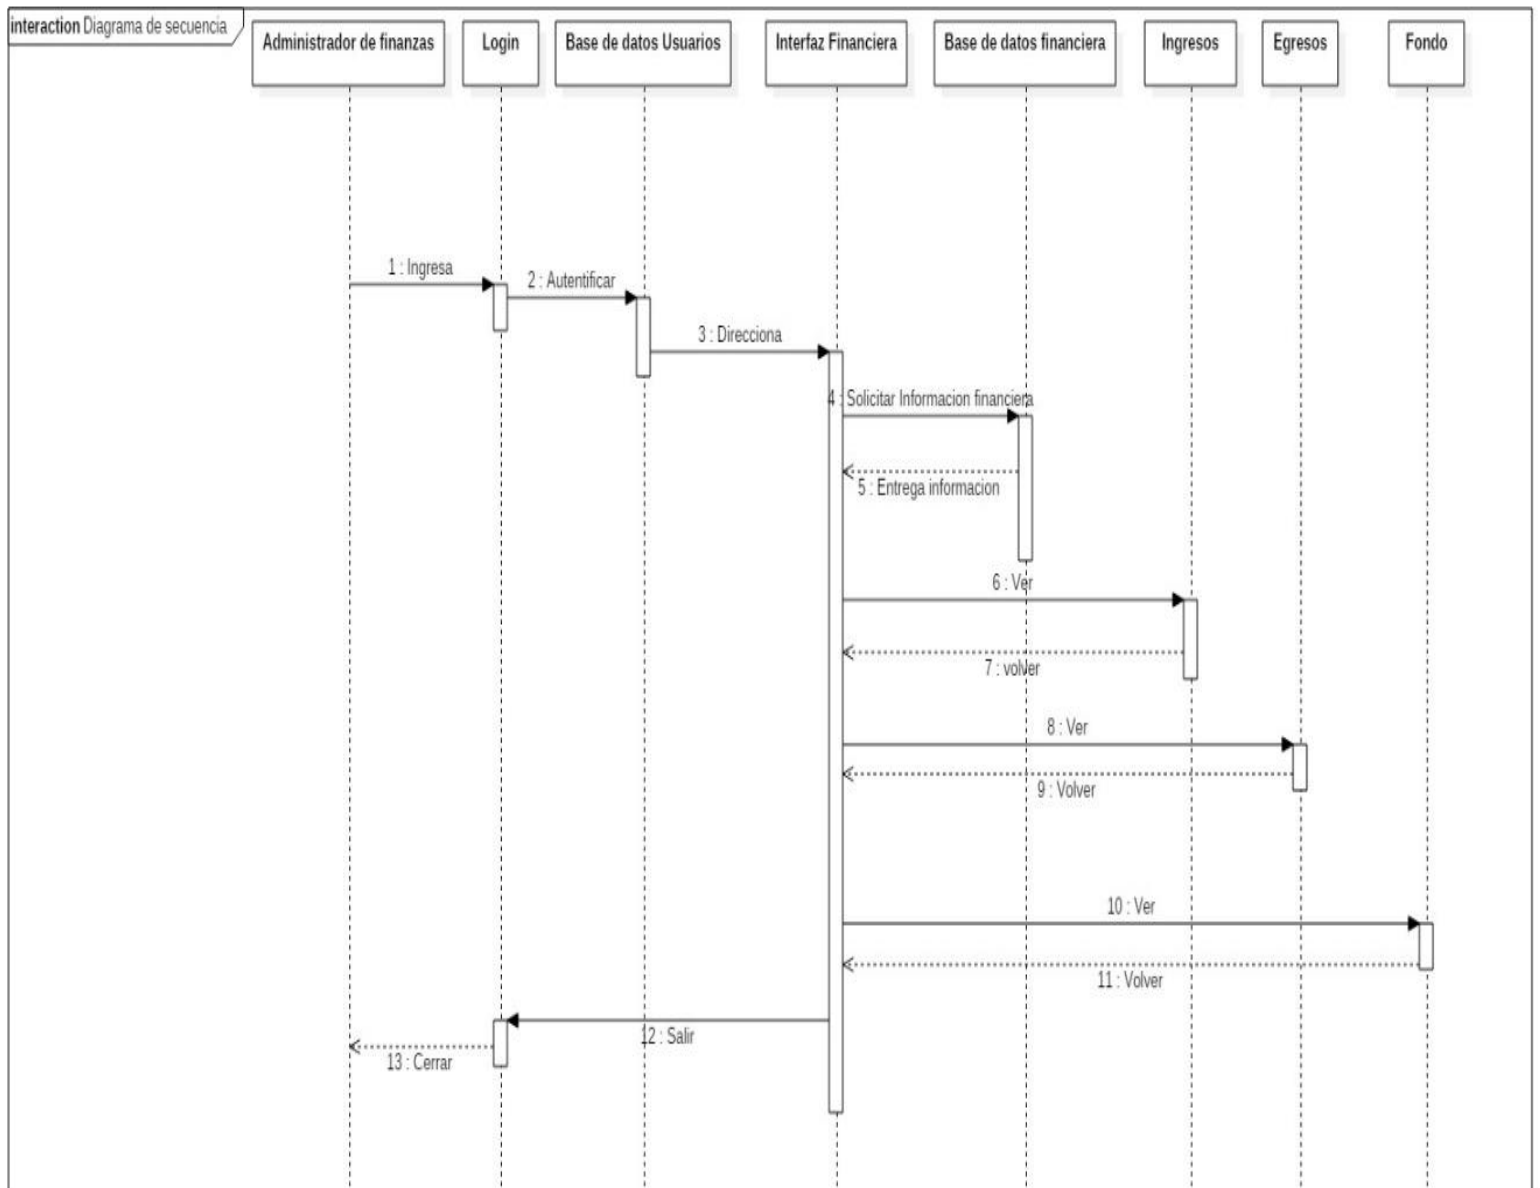 interaction Diagrama de secuencia
Administrador de finanzas
Login
Base de datos Usuarios
Interfaz Financiera
Base de datos financiera
Ingresos
Egresos
Fondo
1 : Ingresa
2 : Autentificar
3 : Direcciona
4 : Solicitar Informacion financiera
5 : Entrega informacion
6 : Ver
7 : volver
8 : Ver
9 : Volver
10 : Ver
11 : Volver
12 : Salir
13 : Cerrar